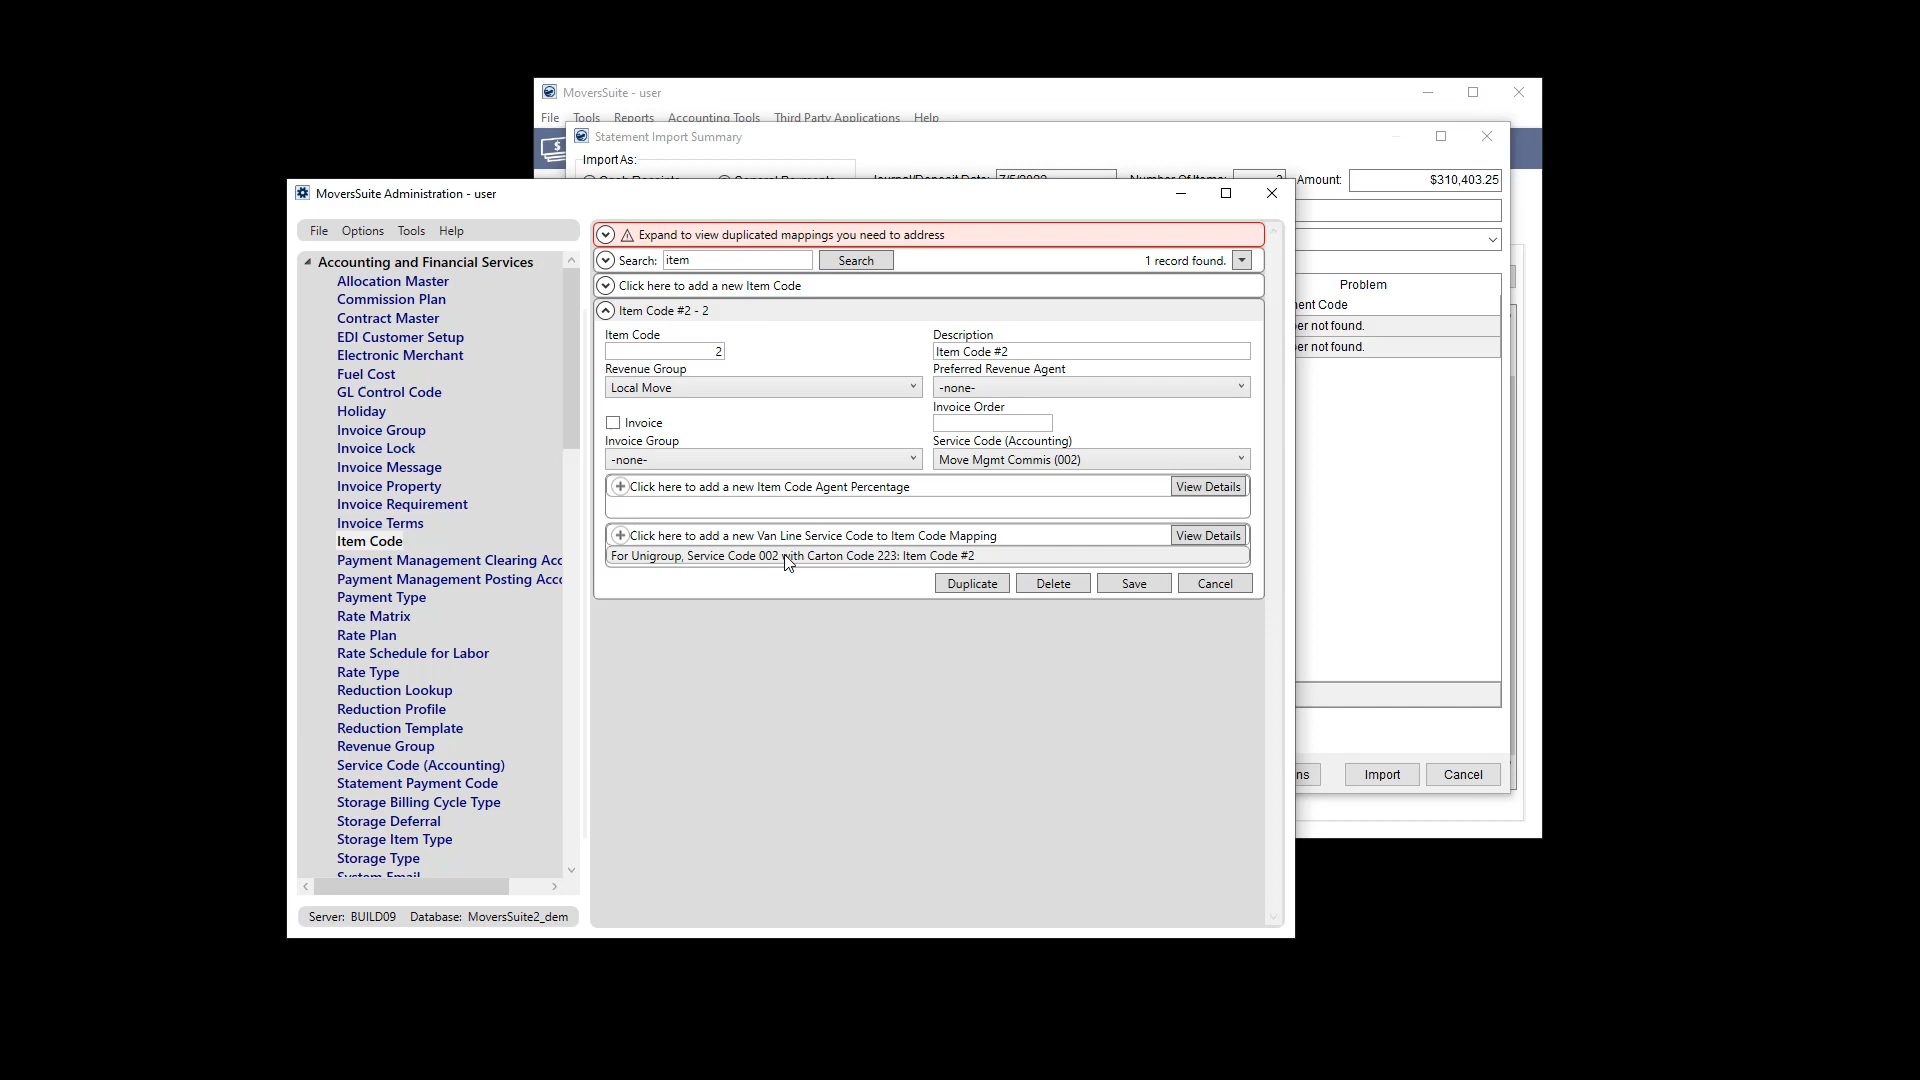 MoversSuite - user
File Tools Reports Accounting Tools Third Party Applications Help
Statement Import Summary
Import As:
Number Of Items:
Amount: $310,403.25
Problem
ent Code
er not found.
er not found.
ns Import Cancel
MoversSuite Administration - user
File Options Tools Help
Accounting and Financial Services
Allocation Master
Commission Plan
Contract Master
EDI Customer Setup
Electronic Merchant
Fuel Cost
GL Control Code
Holiday
Invoice Group
Invoice Lock
Invoice Message
Invoice Property
Invoice Requirement
Invoice Terms
Item Code
Payment Management Clearing Acc
Payment Management Posting Acco
Payment Type
Rate Matrix
Rate Plan
Rate Schedule for Labor
Rate Type
Reduction Lookup
Reduction Profile
Reduction Template
Revenue Group
Service Code (Accounting)
Statement Payment Code
Storage Billing Cycle Type
Storage Deferral
Storage Item Type
Storage Type
System Email
Server: BUILD09 Database: MoversSuite2_dem
Expand to view duplicated mappings you need to address
Search: item Search 1 record found.
Click here to add a new Item Code
Item Code #2 - 2
Item Code Description
2 Item Code #2
Revenue Group Preferred Revenue Agent
Local Move -none-
Invoice Order
Invoice
Invoice Group Service Code (Accounting)
-none- Move Mgmt Commis (002)
Click here to add a new Item Code Agent Percentage View Details
Click here to add a new Van Line Service Code to Item Code Mapping View Details
For Unigroup, Service Code 002 with Carton Code 223: Item Code #2
Duplicate Delete Save Cancel